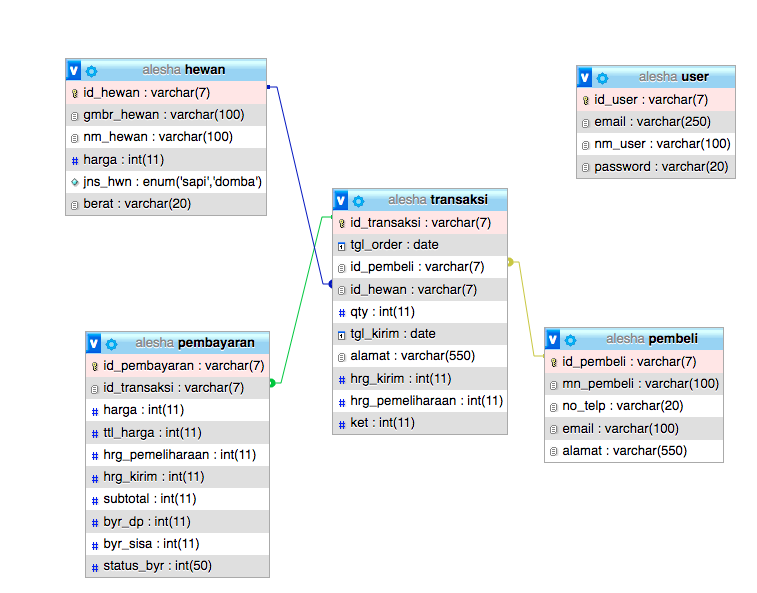 alesha hewan
id_hewan : varchar(7)
gmbr_hewan : varchar(100)
nm_hewan : varchar(100)
harga : int(11)
jns_hwn : enum('sapi','domba')
berat : varchar(20)
alesha user
id_user : varchar(7)
email : varchar(250)
nm_user : varchar(100)
password : varchar(20)
alesha transaksi
id_transaksi : varchar(7)
tgl_order : date
id_pembeli : varchar(7)
id_hewan : varchar(7)
qty : int(11)
tgl_kirim : date
alamat : varchar(550)
hrg_kirim : int(11)
hrg_pemeliharaan : int(11)
ket : int(11)
alesha pembayaran
id_pembayaran : varchar(7)
id_transaksi : varchar(7)
harga : int(11)
ttl_harga : int(11)
hrg_pemeliharaan : int(11)
hrg_kirim : int(11)
subtotal : int(11)
byr_dp : int(11)
byr_sisa : int(11)
status_byr : int(50)
alesha pembeli
id_pembeli : varchar(7)
mn_pembeli : varchar(100)
no_telp : varchar(20)
email : varchar(100)
alamat : varchar(550)